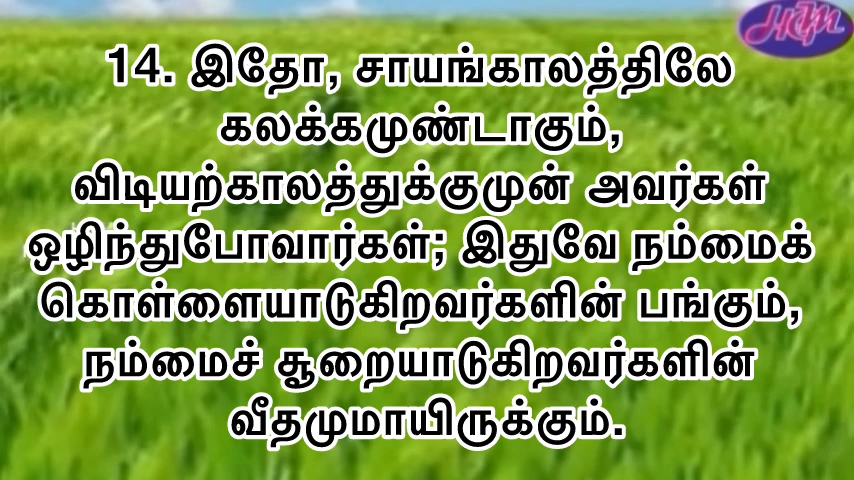 14. இதோ, சாயங்காலத்திலே
கலக்கமுண்டாகும்,
விடியற்காலத்துக்குமுன் அவர்கள்
ஒழிந்துபோவார்கள்; இதுவே நம்மைக்
கொள்ளையாடுகிறவர்களின் பங்கும்,
நம்மைச் சூறையாடுகிறவர்களின்
வீதமுமாயிருக்கும்.